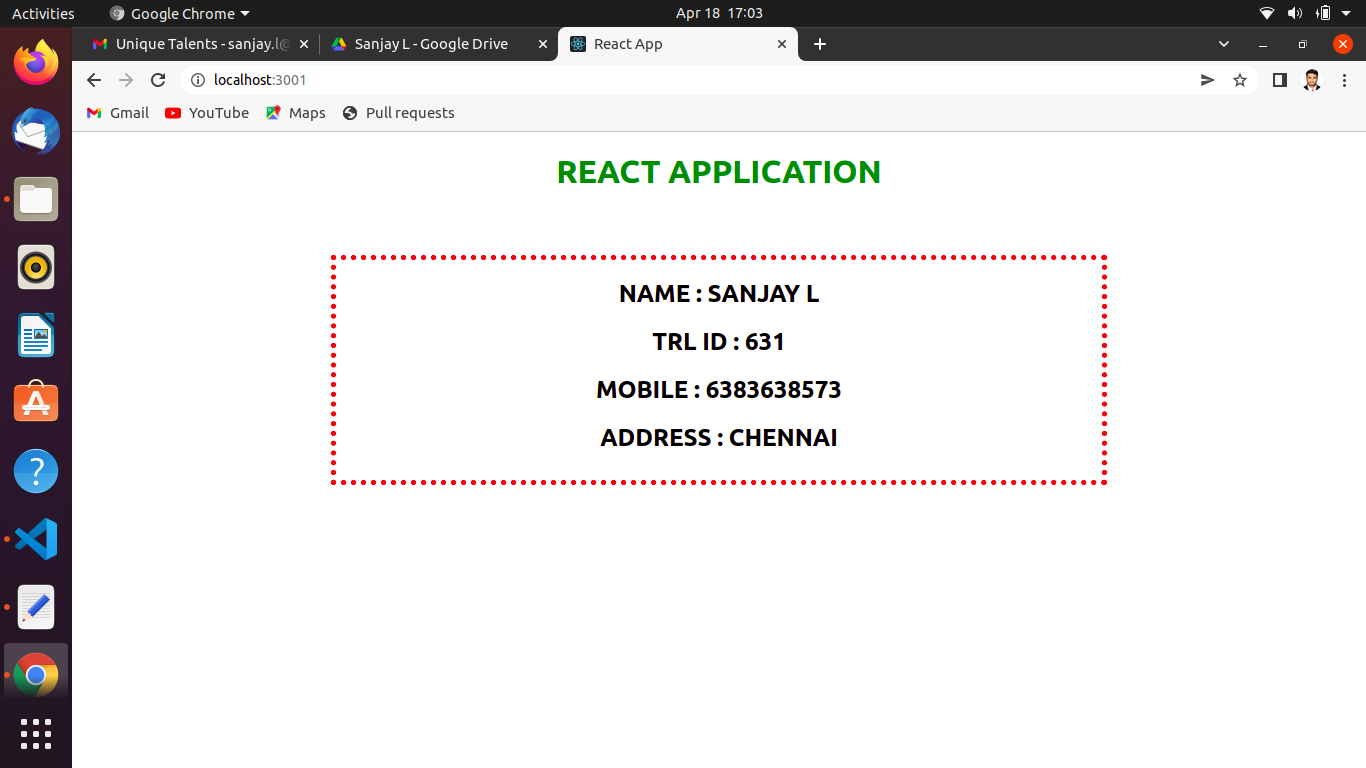 Activities
Google Chrome
Apr 18 17:03
Unique Talents - sanjay.l@
Sanjay L - Google Drive
React App
localhost:3001
Gmail
YouTube
Maps
Pull requests
REACT APPLICATION
NAME : SANJAY L
TRL ID : 631
MOBILE : 6383638573
ADDRESS : CHENNAI